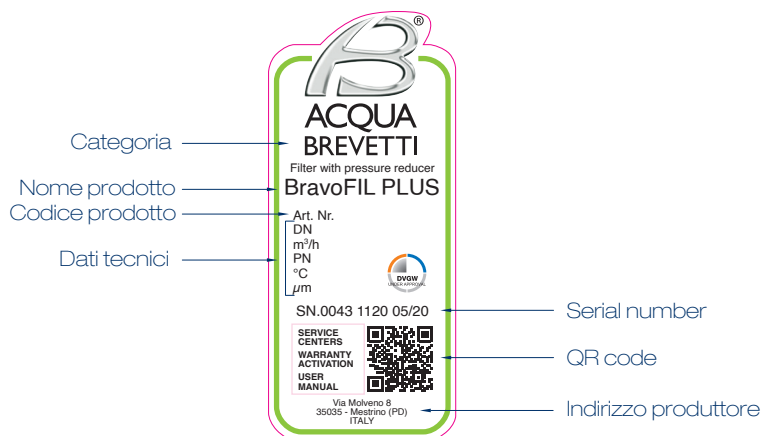 ®
ACQUA
BREVETTI
Categoria
Filter with pressure reducer
Nome prodotto
BravoFIL PLUS
Codice prodotto
Art. Nr.
DN
m³/h
Dati tecnici
PN
°C
µm
DVGW
UNDER APPROVAL
SN.0043 1120 05/20
Serial number
SERVICE
CENTERS
WARRANTY
ACTIVATION
USER
MANUAL
QR code
Via Molveno 8
35035 - Mestrino (PD)
ITALY
Indirizzo produttore